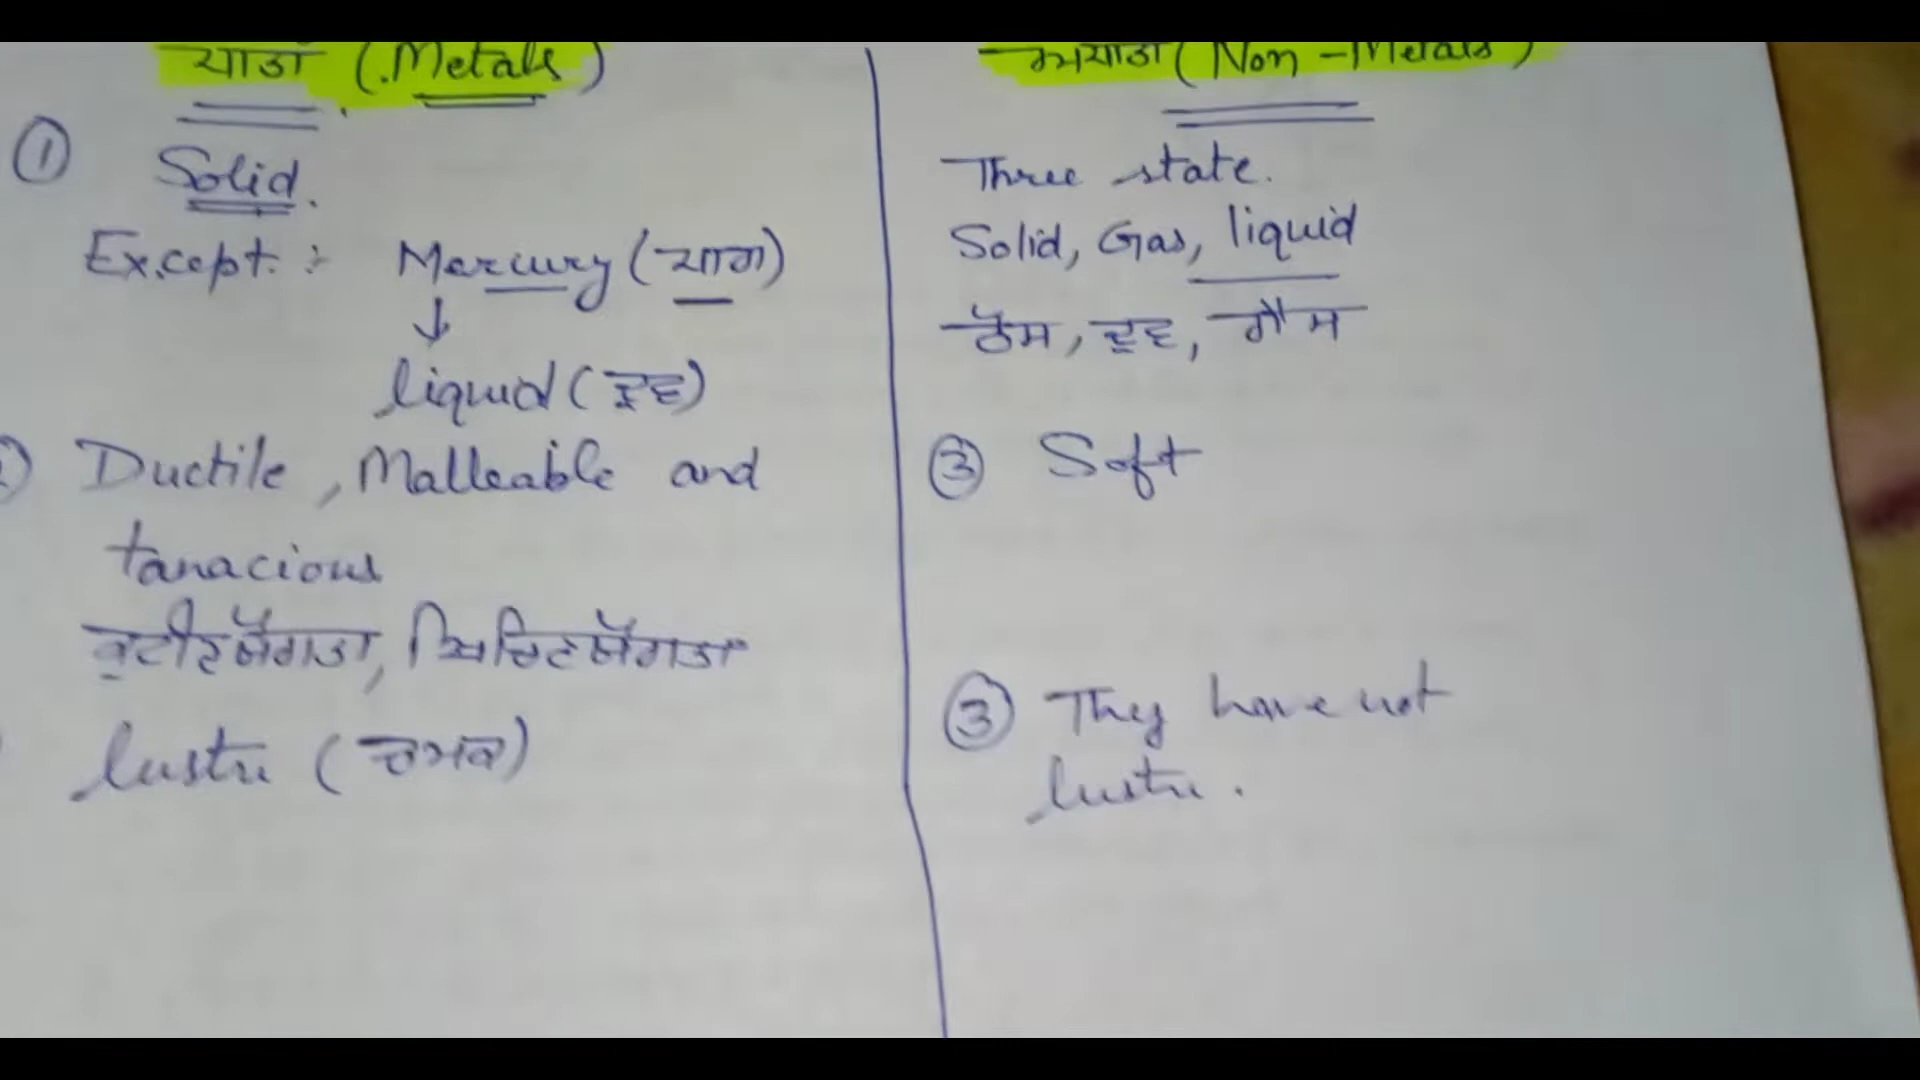 ਧਾਤਾਂ (Metals)
① Solid.
Except :- Mercury (ਪਾਰਾ)
↓
liquid (ਦ੍ਰਵ)
Ductile, Malleable and
tanacious
ਕੁਟੀਣਯੋਗਤਾ, ਖਿਚਿਣਯੋਗਤਾ
lustre (ਚਮਕ)
ਅਧਾਤਾਂ (Non-Metals)
Three state.
Solid, Gas, liquid
ਠੋਸ, ਦ੍ਰਵ, ਗੈਸ
③ Soft
③ They have not
lustre.